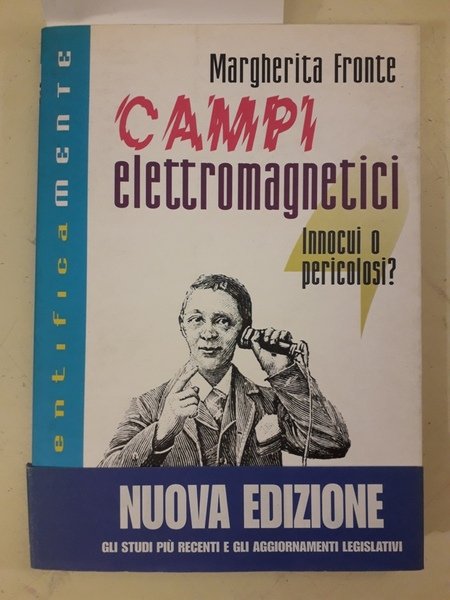 Margherita Fronte
CAMPI
elettromagnetici
Innocui o
pericolosi?
entificaMENTE
NUOVA EDIZIONE
GLI STUDI PIÙ RECENTI E GLI AGGIORNAMENTI LEGISLATIVI